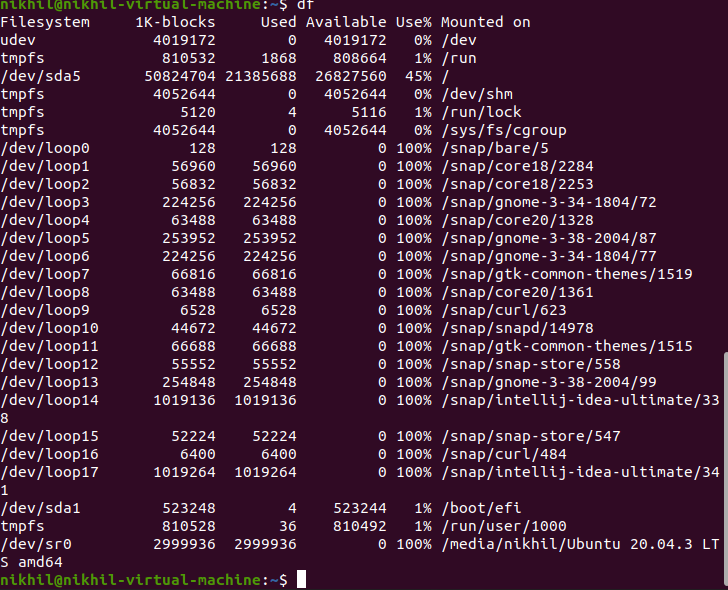 nikhil@nikhil-virtual-machine:~$ df
Filesystem     1K-blocks     Used Available Use% Mounted on
udev             4019172        0   4019172   0% /dev
tmpfs             810532     1868    808664   1% /run
/dev/sda5       50824704 21385688  26827560  45% /
tmpfs            4052644        0   4052644   0% /dev/shm
tmpfs               5120        4      5116   1% /run/lock
tmpfs            4052644        0   4052644   0% /sys/fs/cgroup
/dev/loop0           128      128         0 100% /snap/bare/5
/dev/loop1         56960    56960         0 100% /snap/core18/2284
/dev/loop2         56832    56832         0 100% /snap/core18/2253
/dev/loop3        224256   224256         0 100% /snap/gnome-3-34-1804/72
/dev/loop4         63488    63488         0 100% /snap/core20/1328
/dev/loop5        253952   253952         0 100% /snap/gnome-3-38-2004/87
/dev/loop6        224256   224256         0 100% /snap/gnome-3-34-1804/77
/dev/loop7         66816    66816         0 100% /snap/gtk-common-themes/1519
/dev/loop8         63488    63488         0 100% /snap/core20/1361
/dev/loop9          6528     6528         0 100% /snap/curl/623
/dev/loop10        44672    44672         0 100% /snap/snapd/14978
/dev/loop11        66688    66688         0 100% /snap/gtk-common-themes/1515
/dev/loop12        55552    55552         0 100% /snap/snap-store/558
/dev/loop13       254848   254848         0 100% /snap/gnome-3-38-2004/99
/dev/loop14      1019136  1019136         0 100% /snap/intellij-idea-ultimate/33
8
/dev/loop15        52224    52224         0 100% /snap/snap-store/547
/dev/loop16         6400     6400         0 100% /snap/curl/484
/dev/loop17      1019264  1019264         0 100% /snap/intellij-idea-ultimate/34
1
/dev/sda1         523248        4    523244   1% /boot/efi
tmpfs             810528       36    810492   1% /run/user/1000
/dev/sr0         2999936  2999936         0 100% /media/nikhil/Ubuntu 20.04.3 LT
S amd64
nikhil@nikhil-virtual-machine:~$